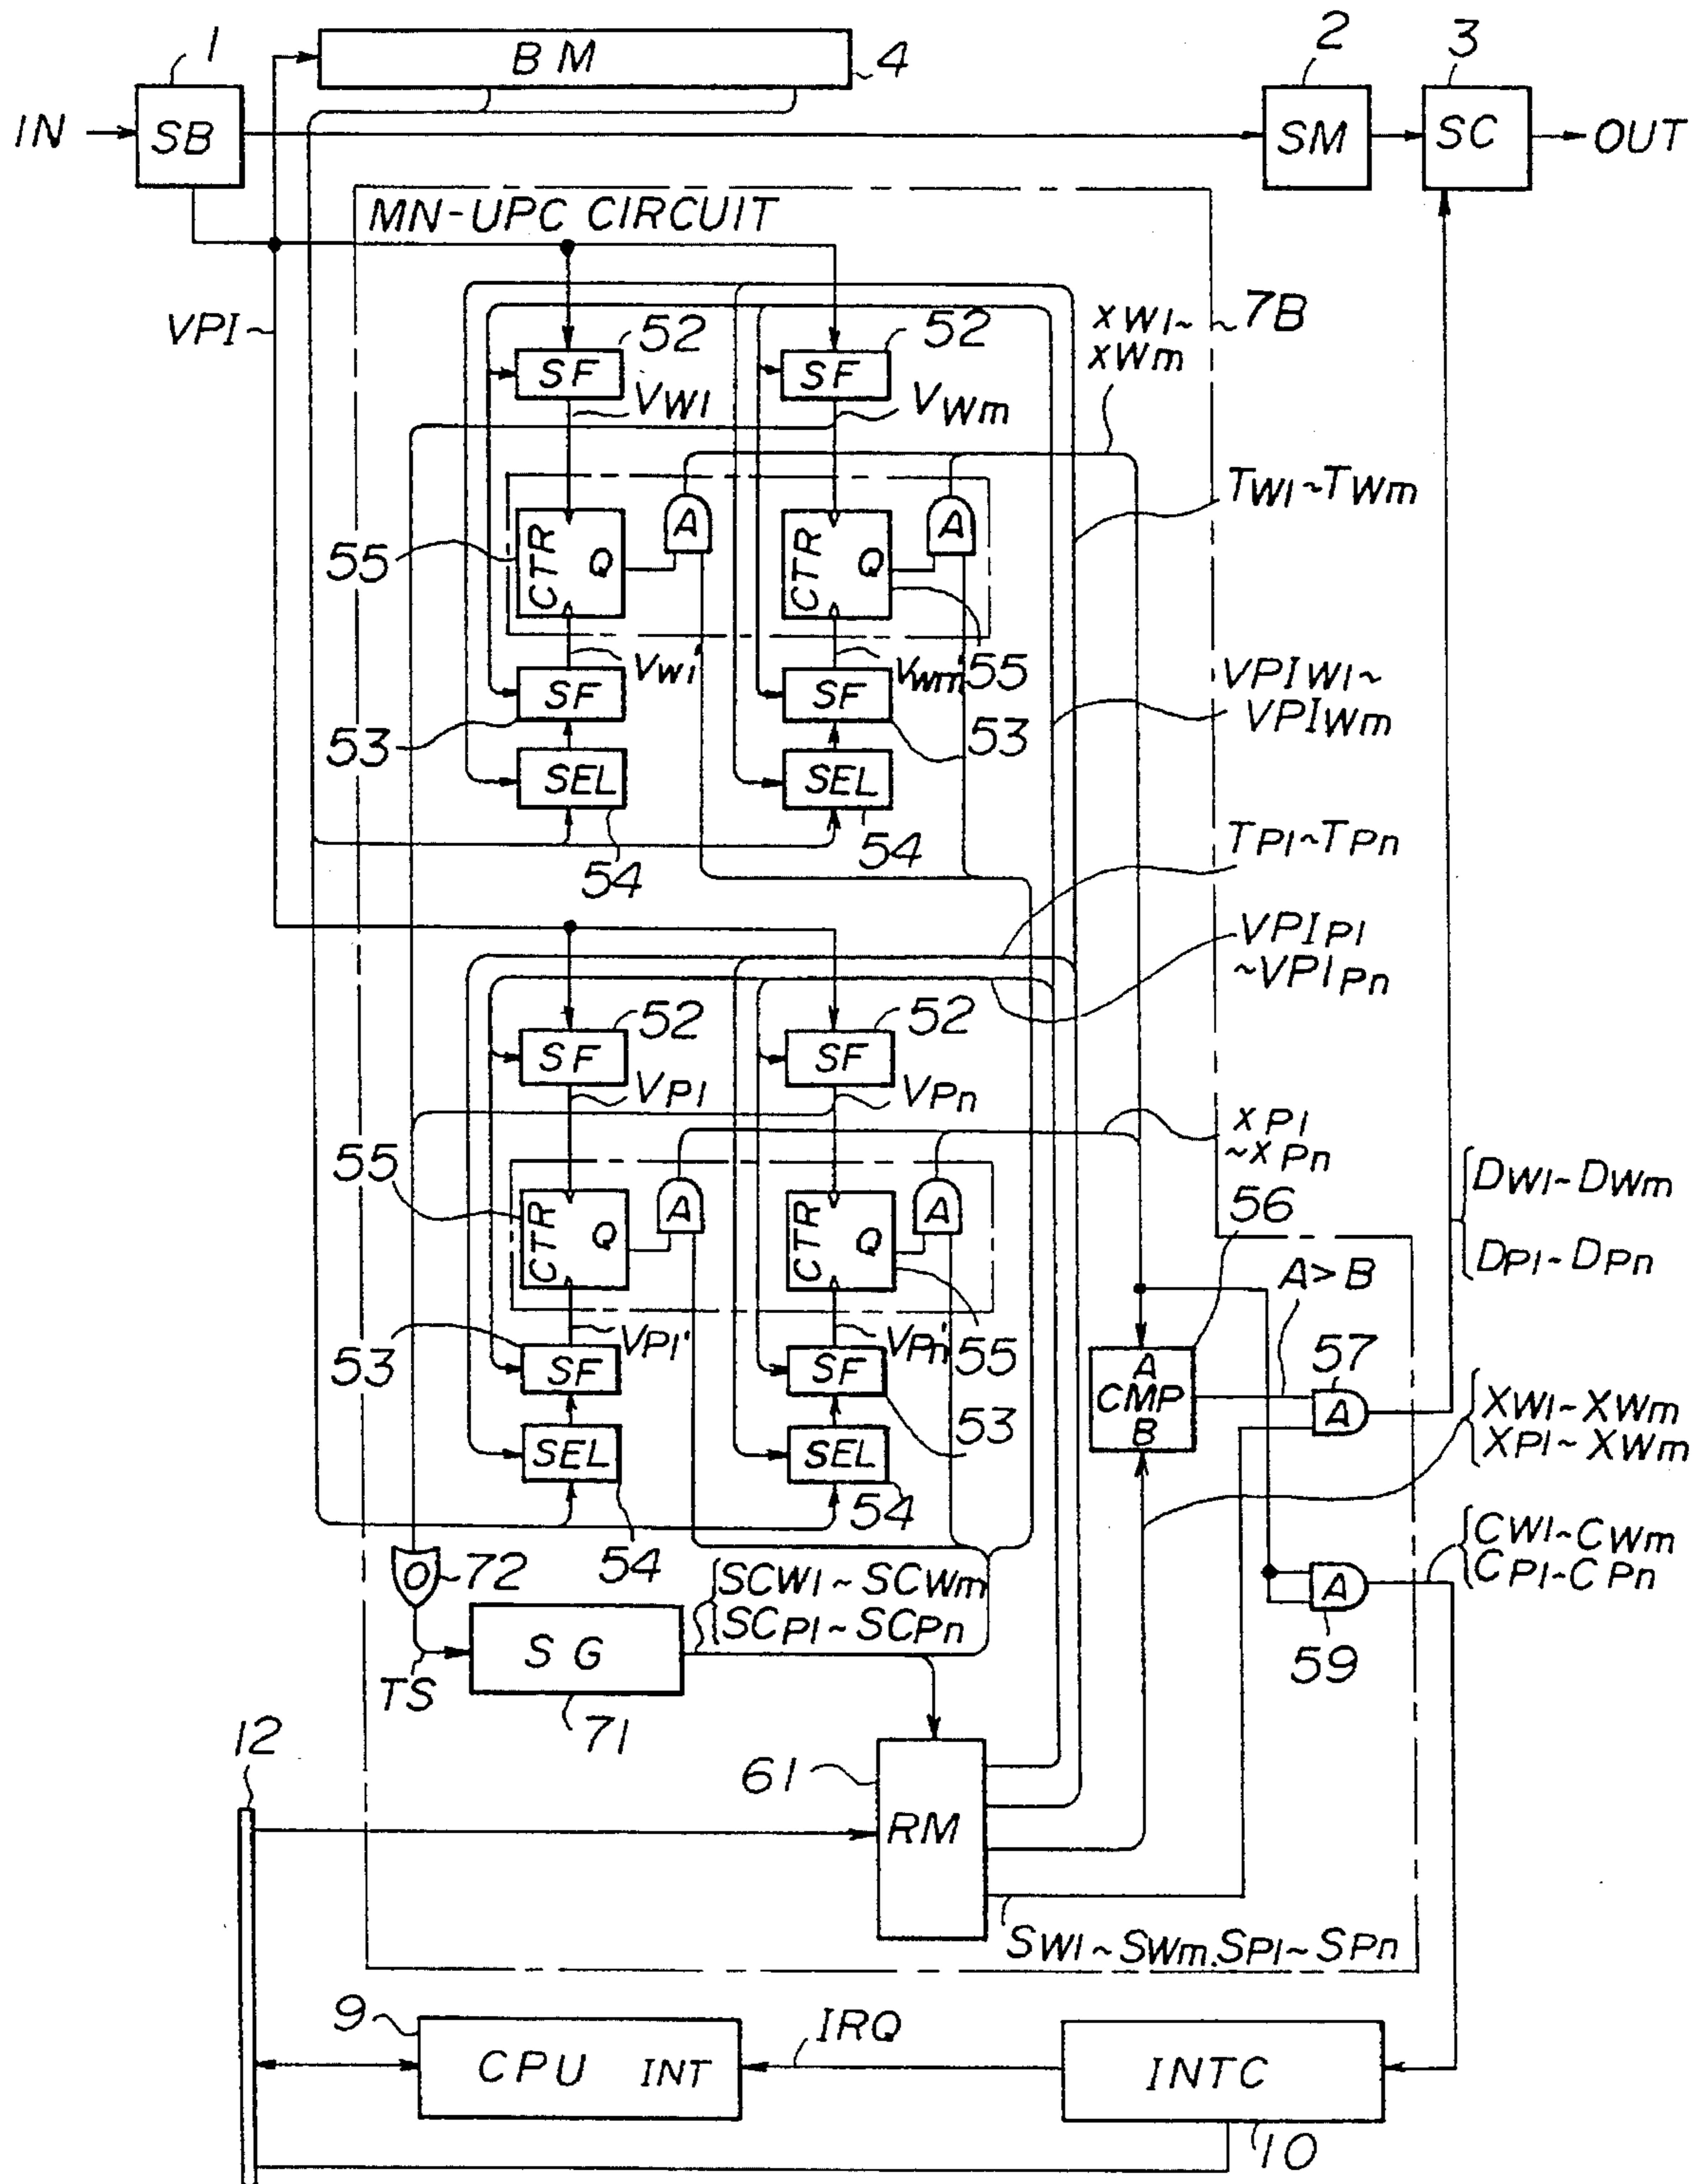 1
BM
4
2
3
IN
SB
SM
SC
OUT
MN-UPC CIRCUIT
VPI
52
52
xW1~
xWm
7B
SF
SF
VW1
VWm
TW1~TWm
A
A
55
CTR
Q
CTR
Q
VW1'
VWm'
55
VPIW1~
VPIWm
SF
SF
53
53
SEL
SEL
54
54
TP1~TPn
VPIP1
~VPIPn
52
52
SF
SF
VP1
VPn
xP1
~xPn
55
A
A
56
DW1~DWm
DP1~DPn
CTR
Q
CTR
Q
A>B
VP1'
VPn'
55
57
53
SF
SF
53
A
CMP
B
A
XW1~XWm
XP1~XWm
SEL
SEL
54
54
CW1~CWm
CP1~CPn
O
72
SCW1~SCWm
SCP1~SCPn
A
59
SG
TS
71
12
61
RM
SW1~SWm.SP1~SPn
9
CPU INT
IRQ
INTC
10